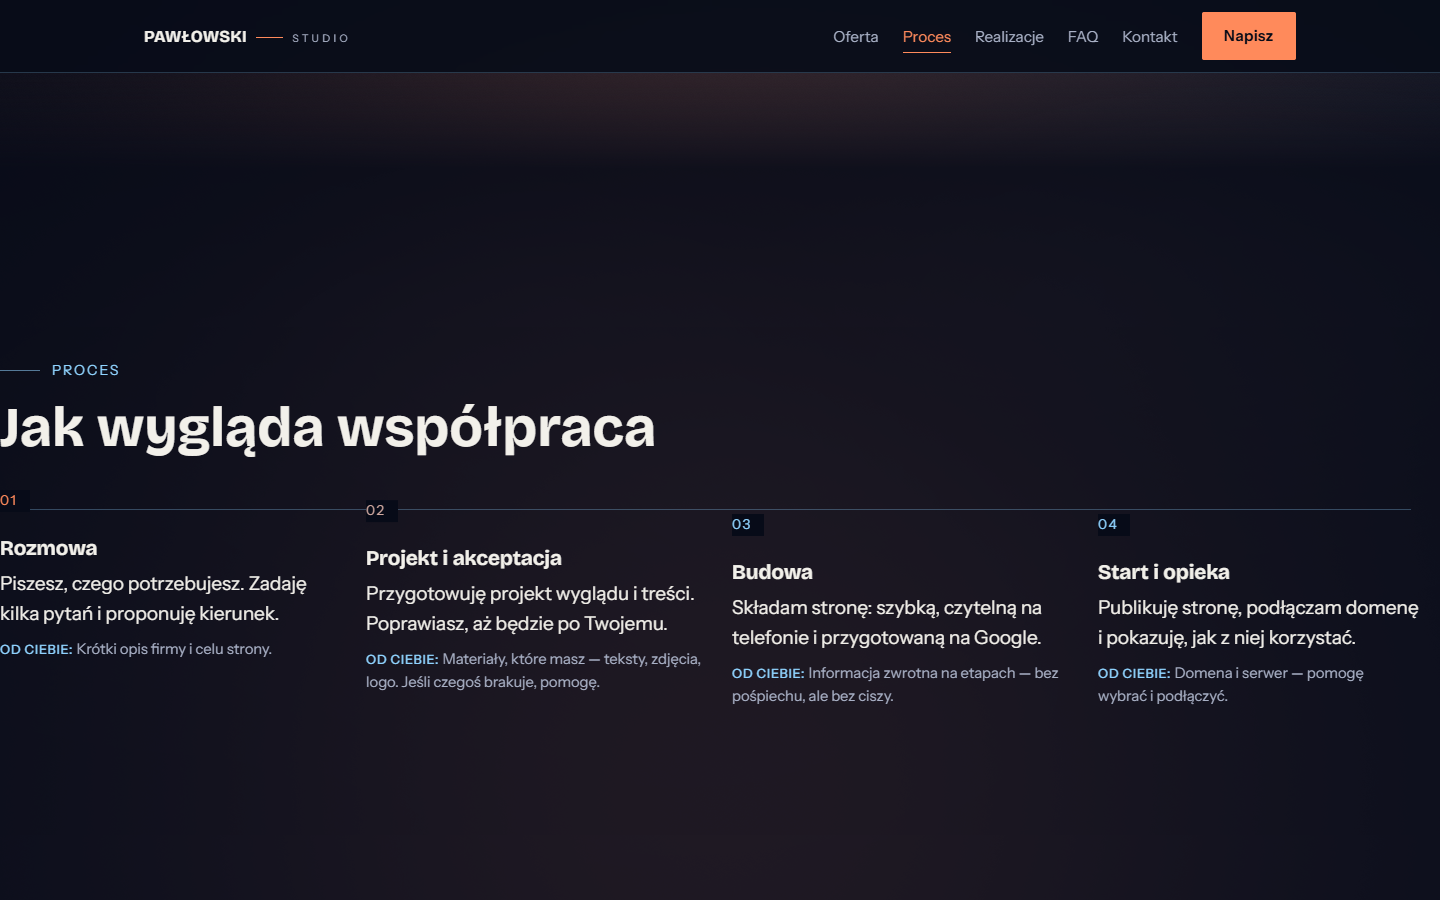 PAWŁOWSKI — STUDIO
Oferta Proces Realizacje FAQ Kontakt Napisz
PROCES
Jak wygląda współpraca
01
Rozmowa
Piszesz, czego potrzebujesz. Zadaję
kilka pytań i proponuję kierunek.
OD CIEBIE: Krótki opis firmy i celu strony.
02
Projekt i akceptacja
Przygotowuję projekt wyglądu i treści.
Poprawiasz, aż będzie po Twojemu.
OD CIEBIE: Materiały, które masz — teksty, zdjęcia,
logo. Jeśli czegoś brakuje, pomogę.
03
Budowa
Składam stronę: szybką, czytelną na
telefonie i przygotowaną na Google.
OD CIEBIE: Informacja zwrotna na etapach — bez
pośpiechu, ale bez ciszy.
04
Start i opieka
Publikuję stronę, podłączam domenę
i pokazuję, jak z niej korzystać.
OD CIEBIE: Domena i serwer — pomogę
wybrać i podłączyć.